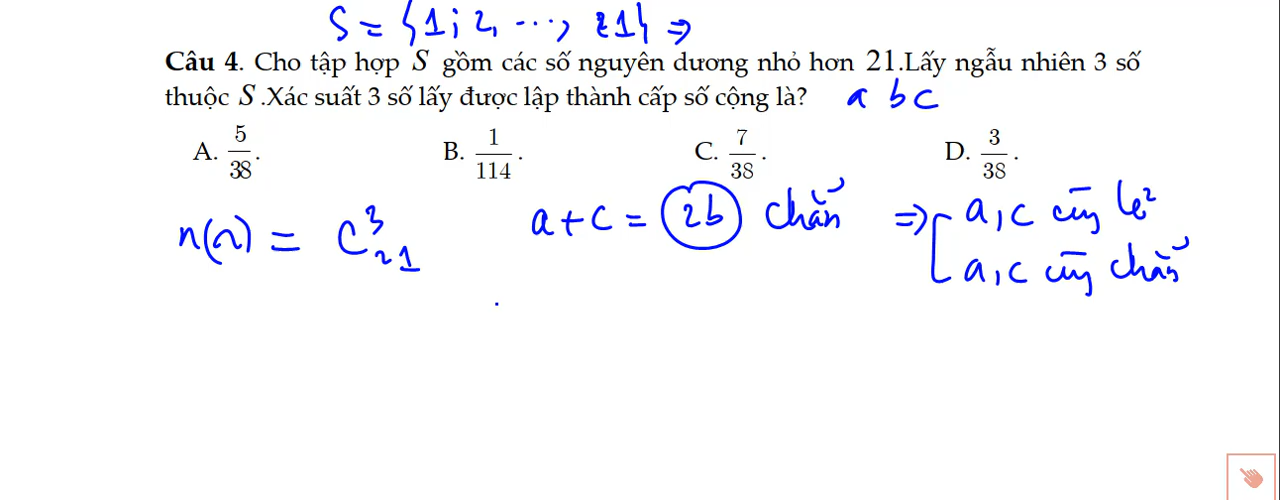 S = {1; 2, ..., 21} ⇒
Câu 4. Cho tập hợp S gồm các số nguyên dương nhỏ hơn 21.Lấy ngẫu nhiên 3 số
thuộc S.Xác suất 3 số lấy được lập thành cấp số cộng là? a b c
A. 5/38. B. 1/114. C. 7/38. D. 3/38.
n(Ω) = C³₂₁ a + c = 2b chẵn ⇒ [ a, c cùng lẻ
a, c cùng chẵn